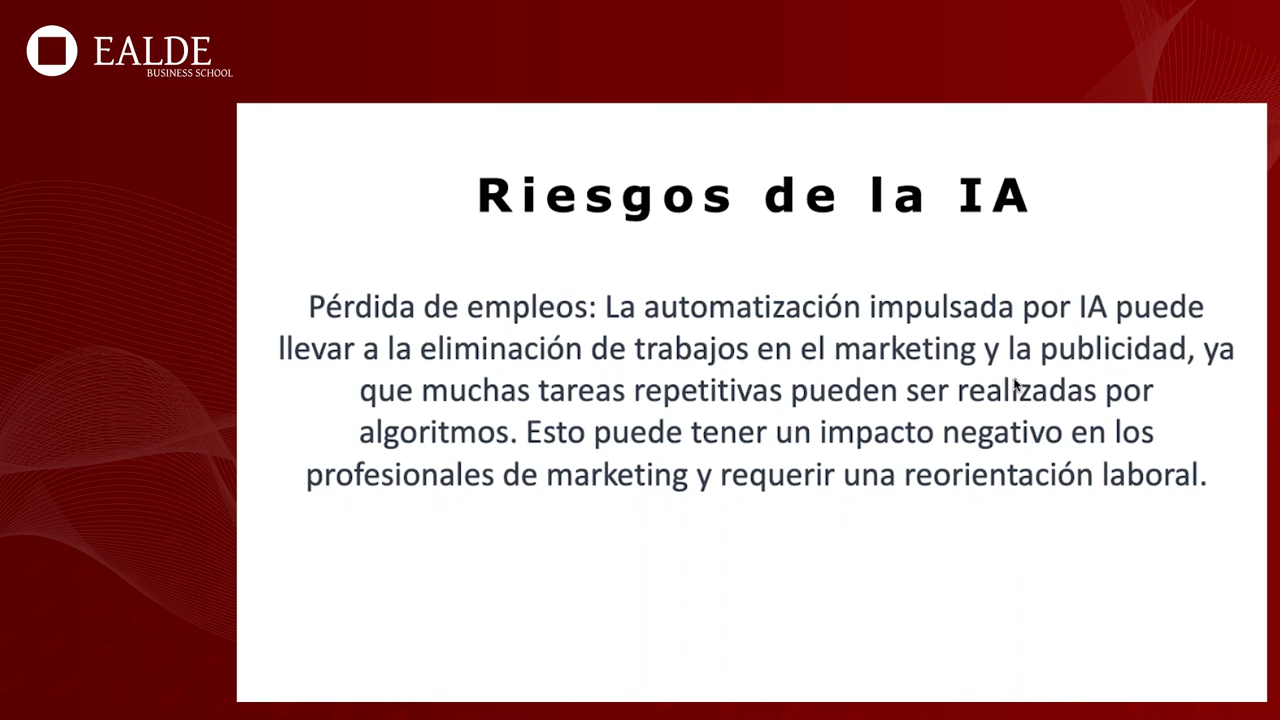 EALDE
BUSINESS SCHOOL
Riesgos de la IA
Pérdida de empleos: La automatización impulsada por IA puede
llevar a la eliminación de trabajos en el marketing y la publicidad, ya
que muchas tareas repetitivas pueden ser realizadas por
algoritmos. Esto puede tener un impacto negativo en los
profesionales de marketing y requerir una reorientación laboral.